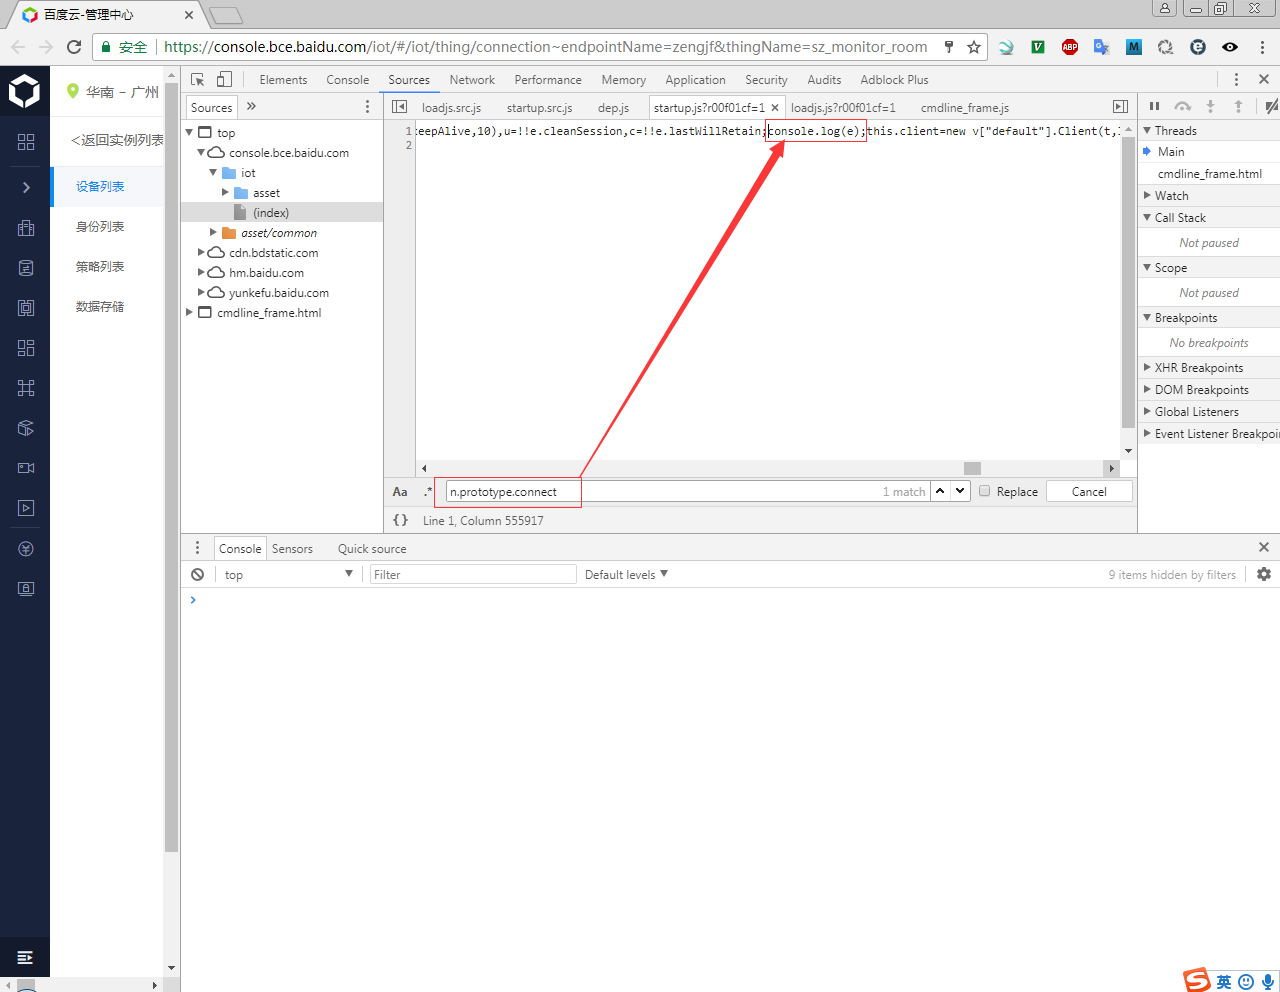 百度云-管理中心
安全 https://console.bce.baidu.com/iot/#/iot/thing/connection~endpointName=zengjf&thingName=sz_monitor_room
ABP
华南 - 广州
<返回实例列表
设备列表
身份列表
策略列表
数据存储
Elements Console Sources Network Performance Memory Application Security Audits Adblock Plus
Sources »
loadjs.src.js startup.src.js dep.js startup.js?r00f01cf=1 × loadjs.js?r00f01cf=1 cmdline_frame.js
top
console.bce.baidu.com
iot
asset
(index)
asset/common
cdn.bdstatic.com
hm.baidu.com
yunkefu.baidu.com
cmdline_frame.html
1 eepAlive,10),u=!!e.cleanSession,c=!!e.lastWillRetain;console.log(e);this.client=new v["default"].Client(t,
2
Threads
Main
cmdline_frame.html
Watch
Call Stack
Not paused
Scope
Not paused
Breakpoints
No breakpoints
XHR Breakpoints
DOM Breakpoints
Global Listeners
Event Listener Breakpoi
Aa .* n.prototype.connect 1 match Replace Cancel
{} Line 1, Column 555917
Console Sensors Quick source
top Filter Default levels 9 items hidden by filters
英